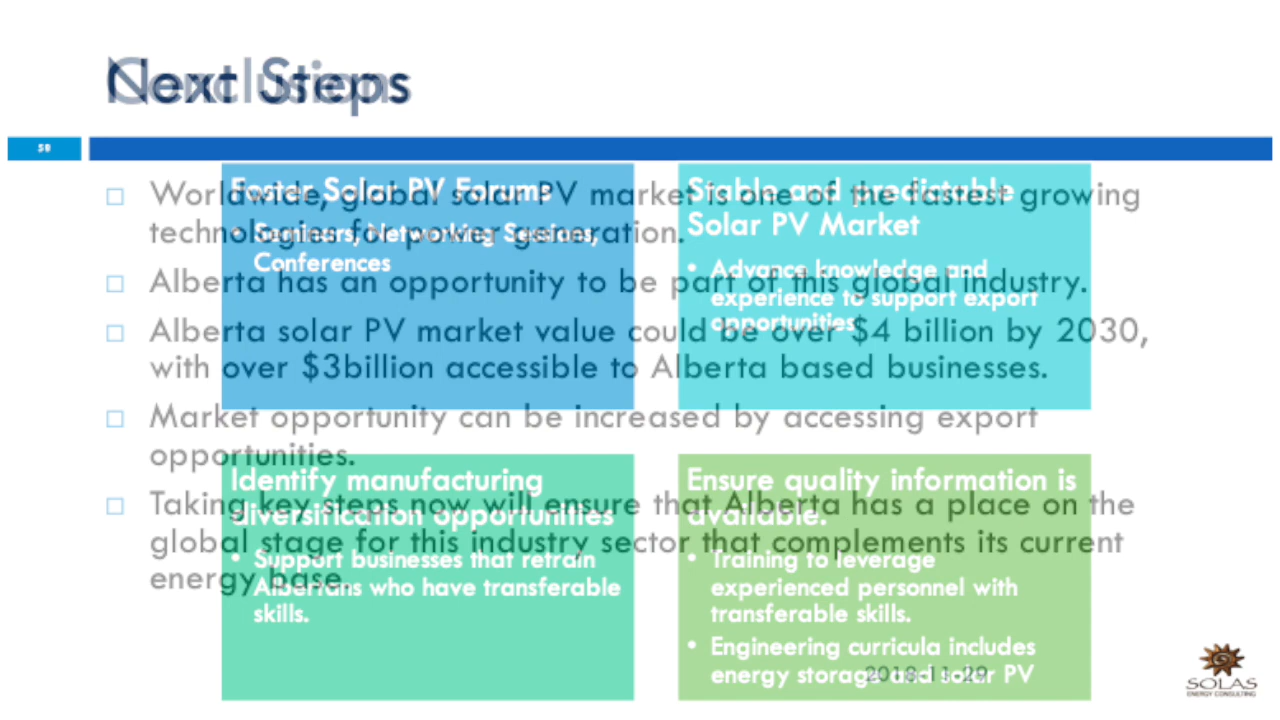 Next Steps
Conclusions
59
Foster Solar PV Forums
• Seminars, Networking Sessions,
Conferences
Stable and predictable
Solar PV Market
• Advance knowledge and
experience to support export
opportunities
Identify manufacturing
diversification opportunities
• Support businesses that retrain
Albertans who have transferable
skills.
Ensure quality information is
available.
• Training to leverage
experienced personnel with
transferable skills.
• Engineering curricula includes
energy storage and solar PV
Worldwide, global solar PV market is one of the fastest growing
technologies for power generation.
Alberta has an opportunity to be part of this global industry.
Alberta solar PV market value could be over $4 billion by 2030,
with over $3billion accessible to Alberta based businesses.
Market opportunity can be increased by accessing export
opportunities.
Taking key steps now will ensure that Alberta has a place on the
global stage for this industry sector that complements its current
energy base.
2018-11-29
SOLAS
ENERGY CONSULTING